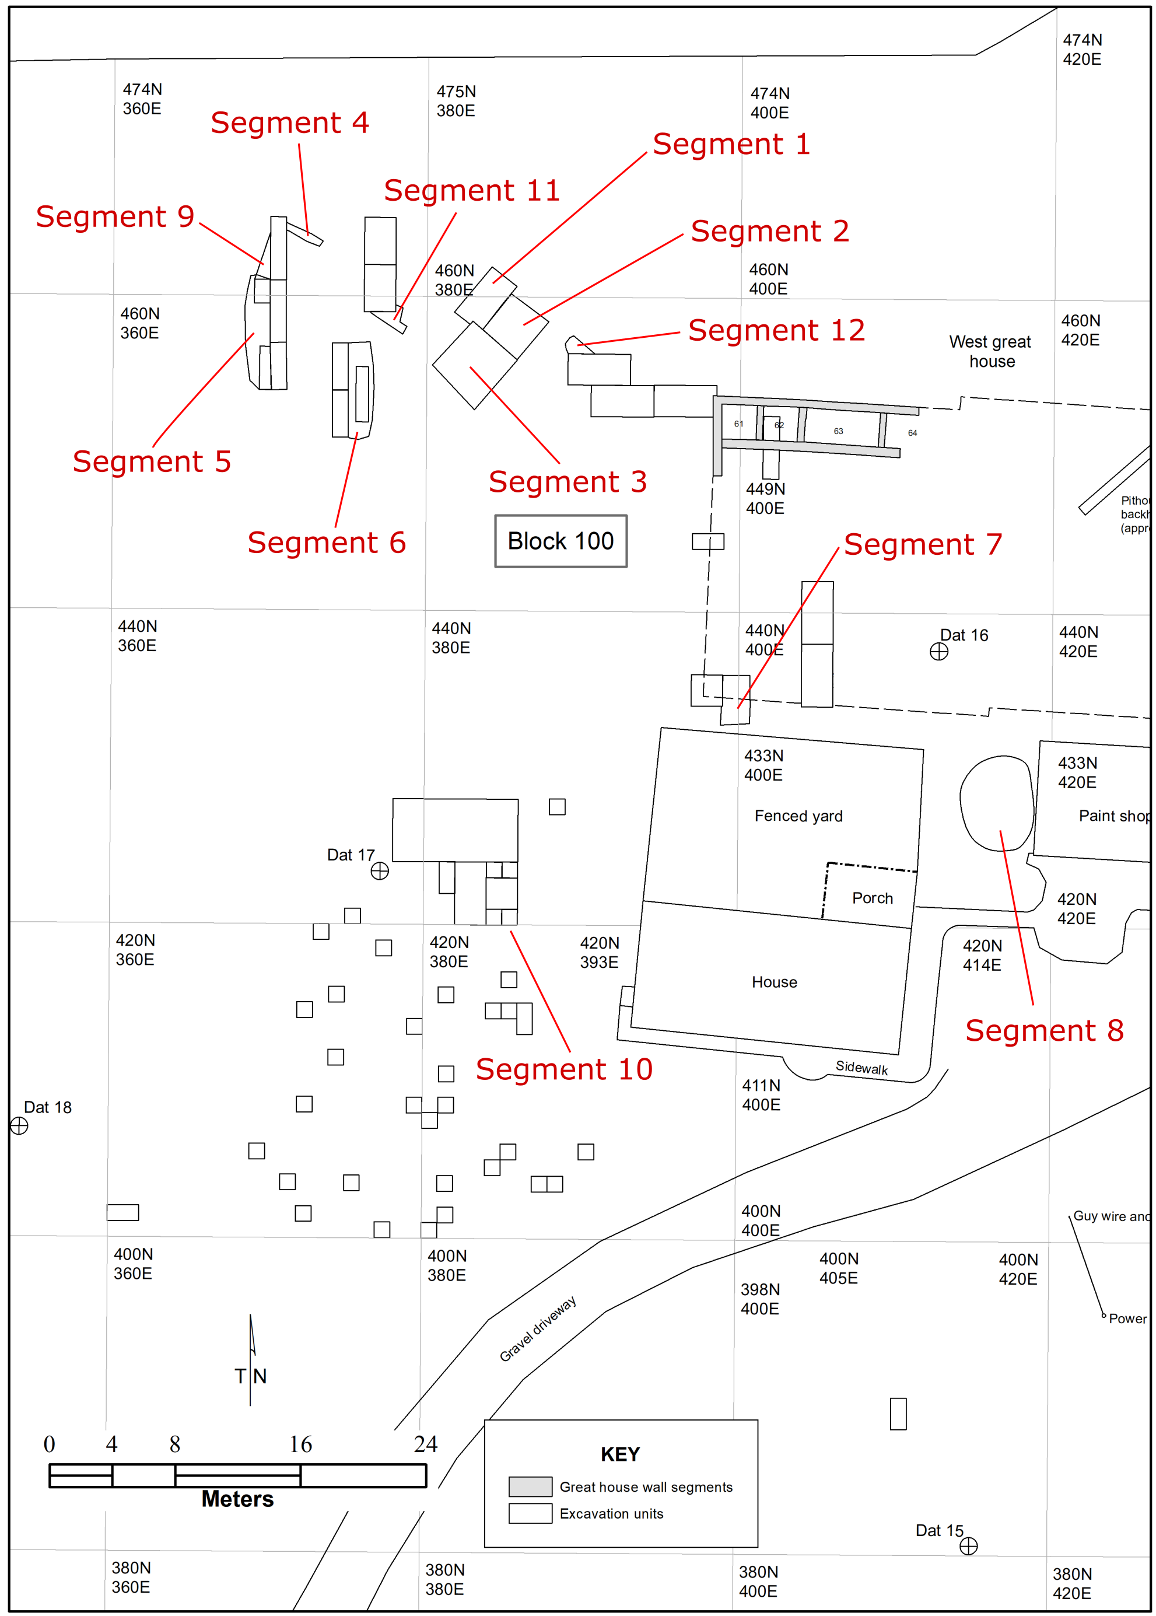 474N
420E
474N
360E
475N
380E
474N
400E
Segment 4
Segment 1
Segment 11
Segment 9
Segment 2
460N
380E
460N
400E
460N
360E
Segment 12
460N
420E
West great
house
61
62
63
64
Segment 5
Segment 3
449N
400E
Block 100
Segment 6
Segment 7
440N
360E
440N
380E
440N
400E
Dat 16
440N
420E
433N
400E
433N
420E
Fenced yard
Paint shop
Dat 17
Porch
420N
420E
420N
360E
420N
380E
420N
393E
420N
414E
House
Segment 8
Segment 10
Sidewalk
411N
400E
Dat 18
400N
400E
Guy wire and
400N
360E
400N
380E
400N
405E
400N
420E
398N
400E
Power
Gravel driveway
T N
0 4 8 16 24
Meters
KEY
Great house wall segments
Excavation units
Dat 15
380N
360E
380N
380E
380N
400E
380N
420E